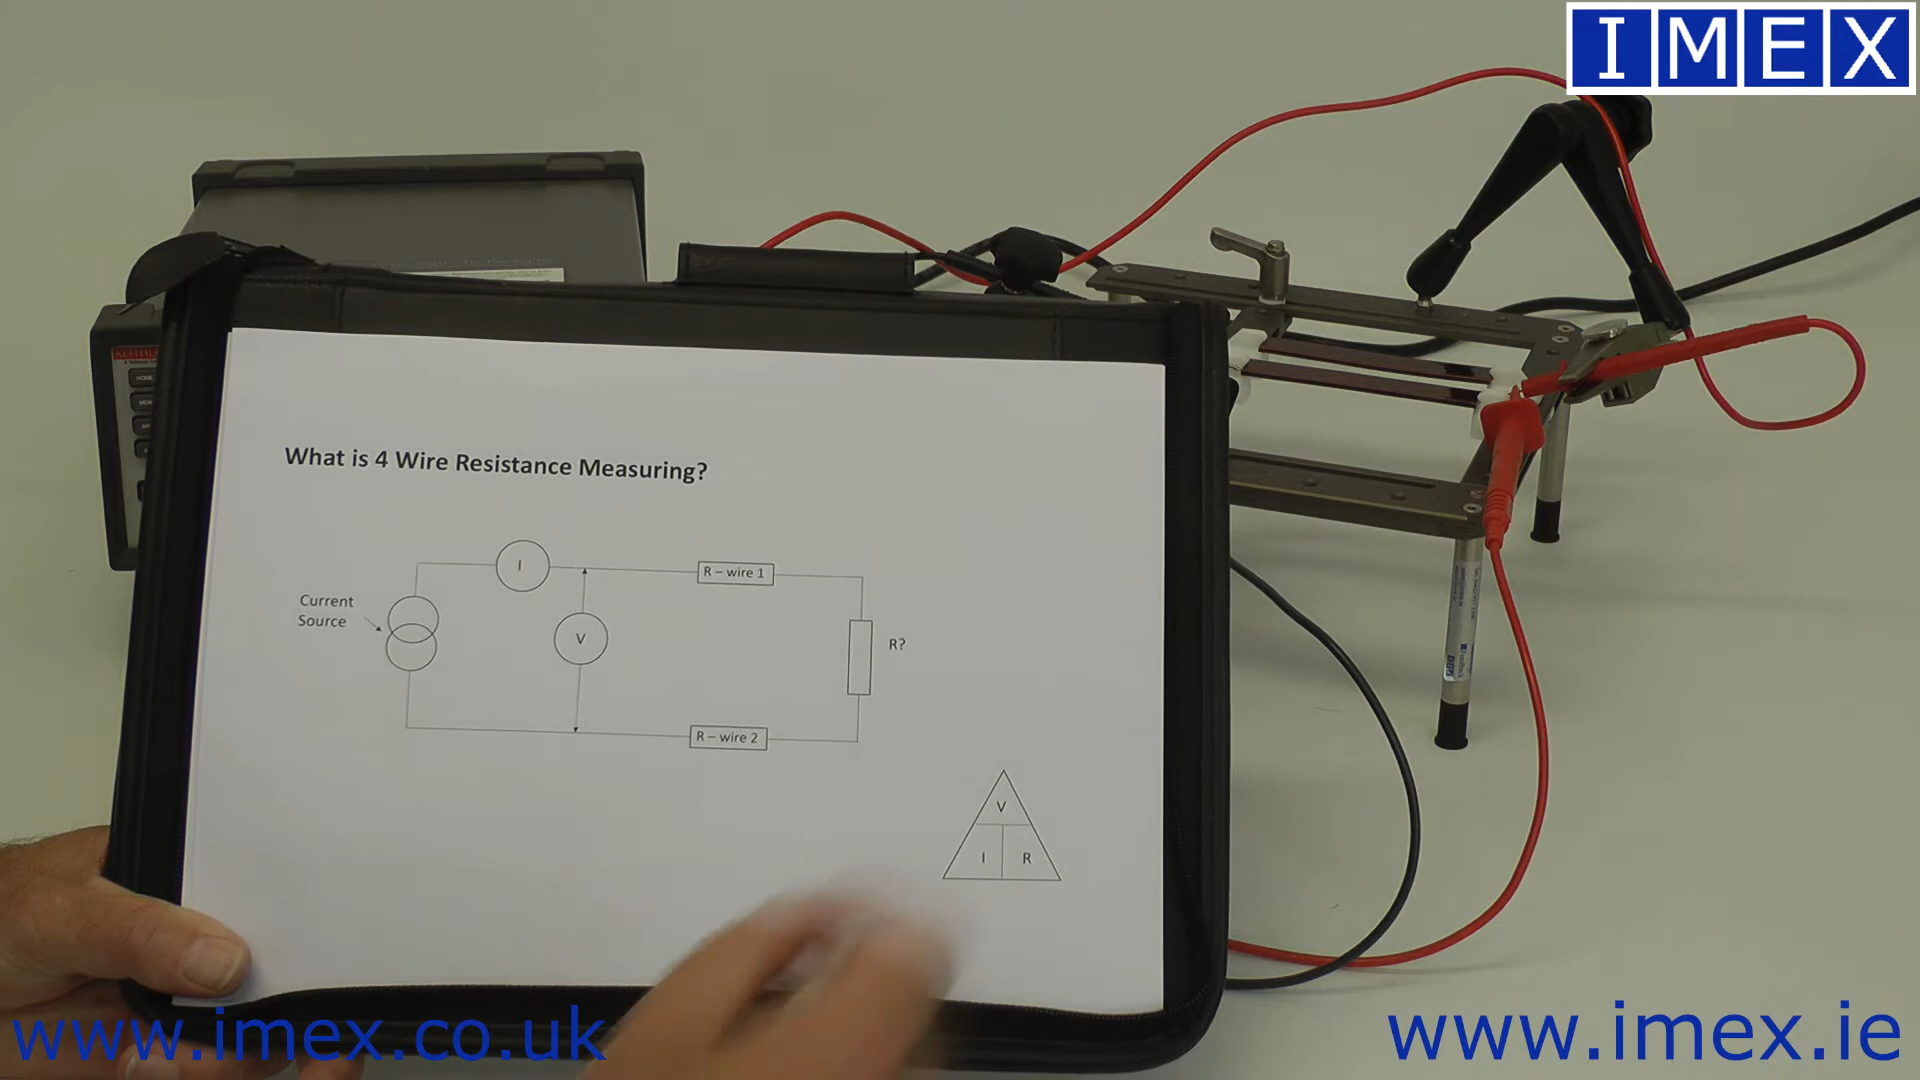 IMEX
What is 4 Wire Resistance Measuring?
I
R – wire 1
Current
Source
V
R?
R – wire 2
V
I R
HOME
www.imex.co.uk
www.imex.ie